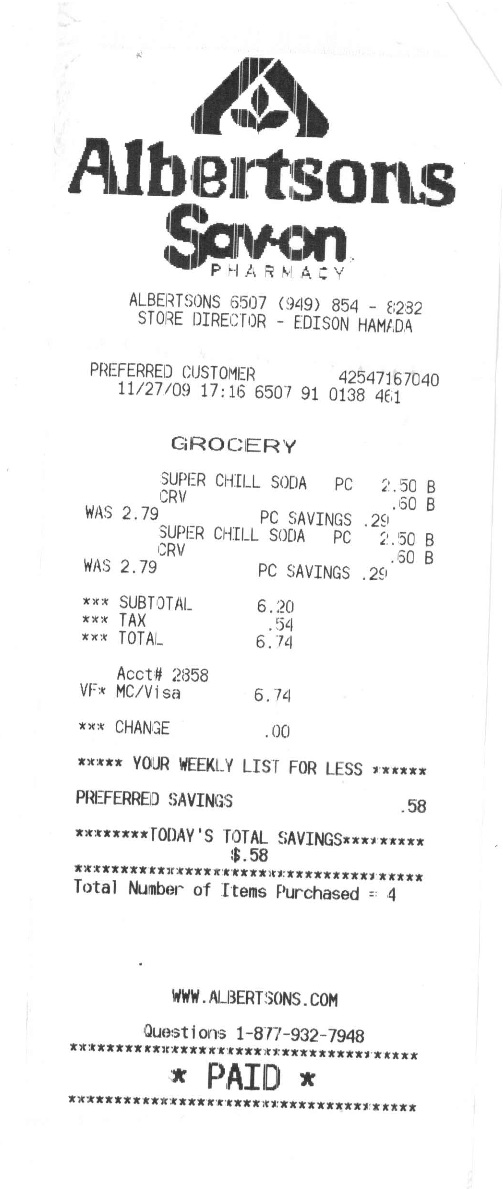 Albertsons
Sav-on
PHARMACY
ALBERTSONS 6507 (949) 854 - 8282
STORE DIRECTOR - EDISON HAMADA
PREFERRED CUSTOMER 42547167040
11/27/09 17:16 6507 91 0138 461
GROCERY
SUPER CHILL SODA PC 2.50 B
CRV .60 B
WAS 2.79 PC SAVINGS .29
SUPER CHILL SODA PC 2.50 B
CRV .60 B
WAS 2.79 PC SAVINGS .29
*** SUBTOTAL 6.20
*** TAX .54
*** TOTAL 6.74
Acct# 2858
VF* MC/Visa 6.74
*** CHANGE .00
***** YOUR WEEKLY LIST FOR LESS ******
PREFERRED SAVINGS .58
********TODAY'S TOTAL SAVINGS*********
$.58
**************************************
Total Number of Items Purchased = 4
WWW.ALBERTSONS.COM
Questions 1-877-932-7948
**************************************
* PAID *
**************************************